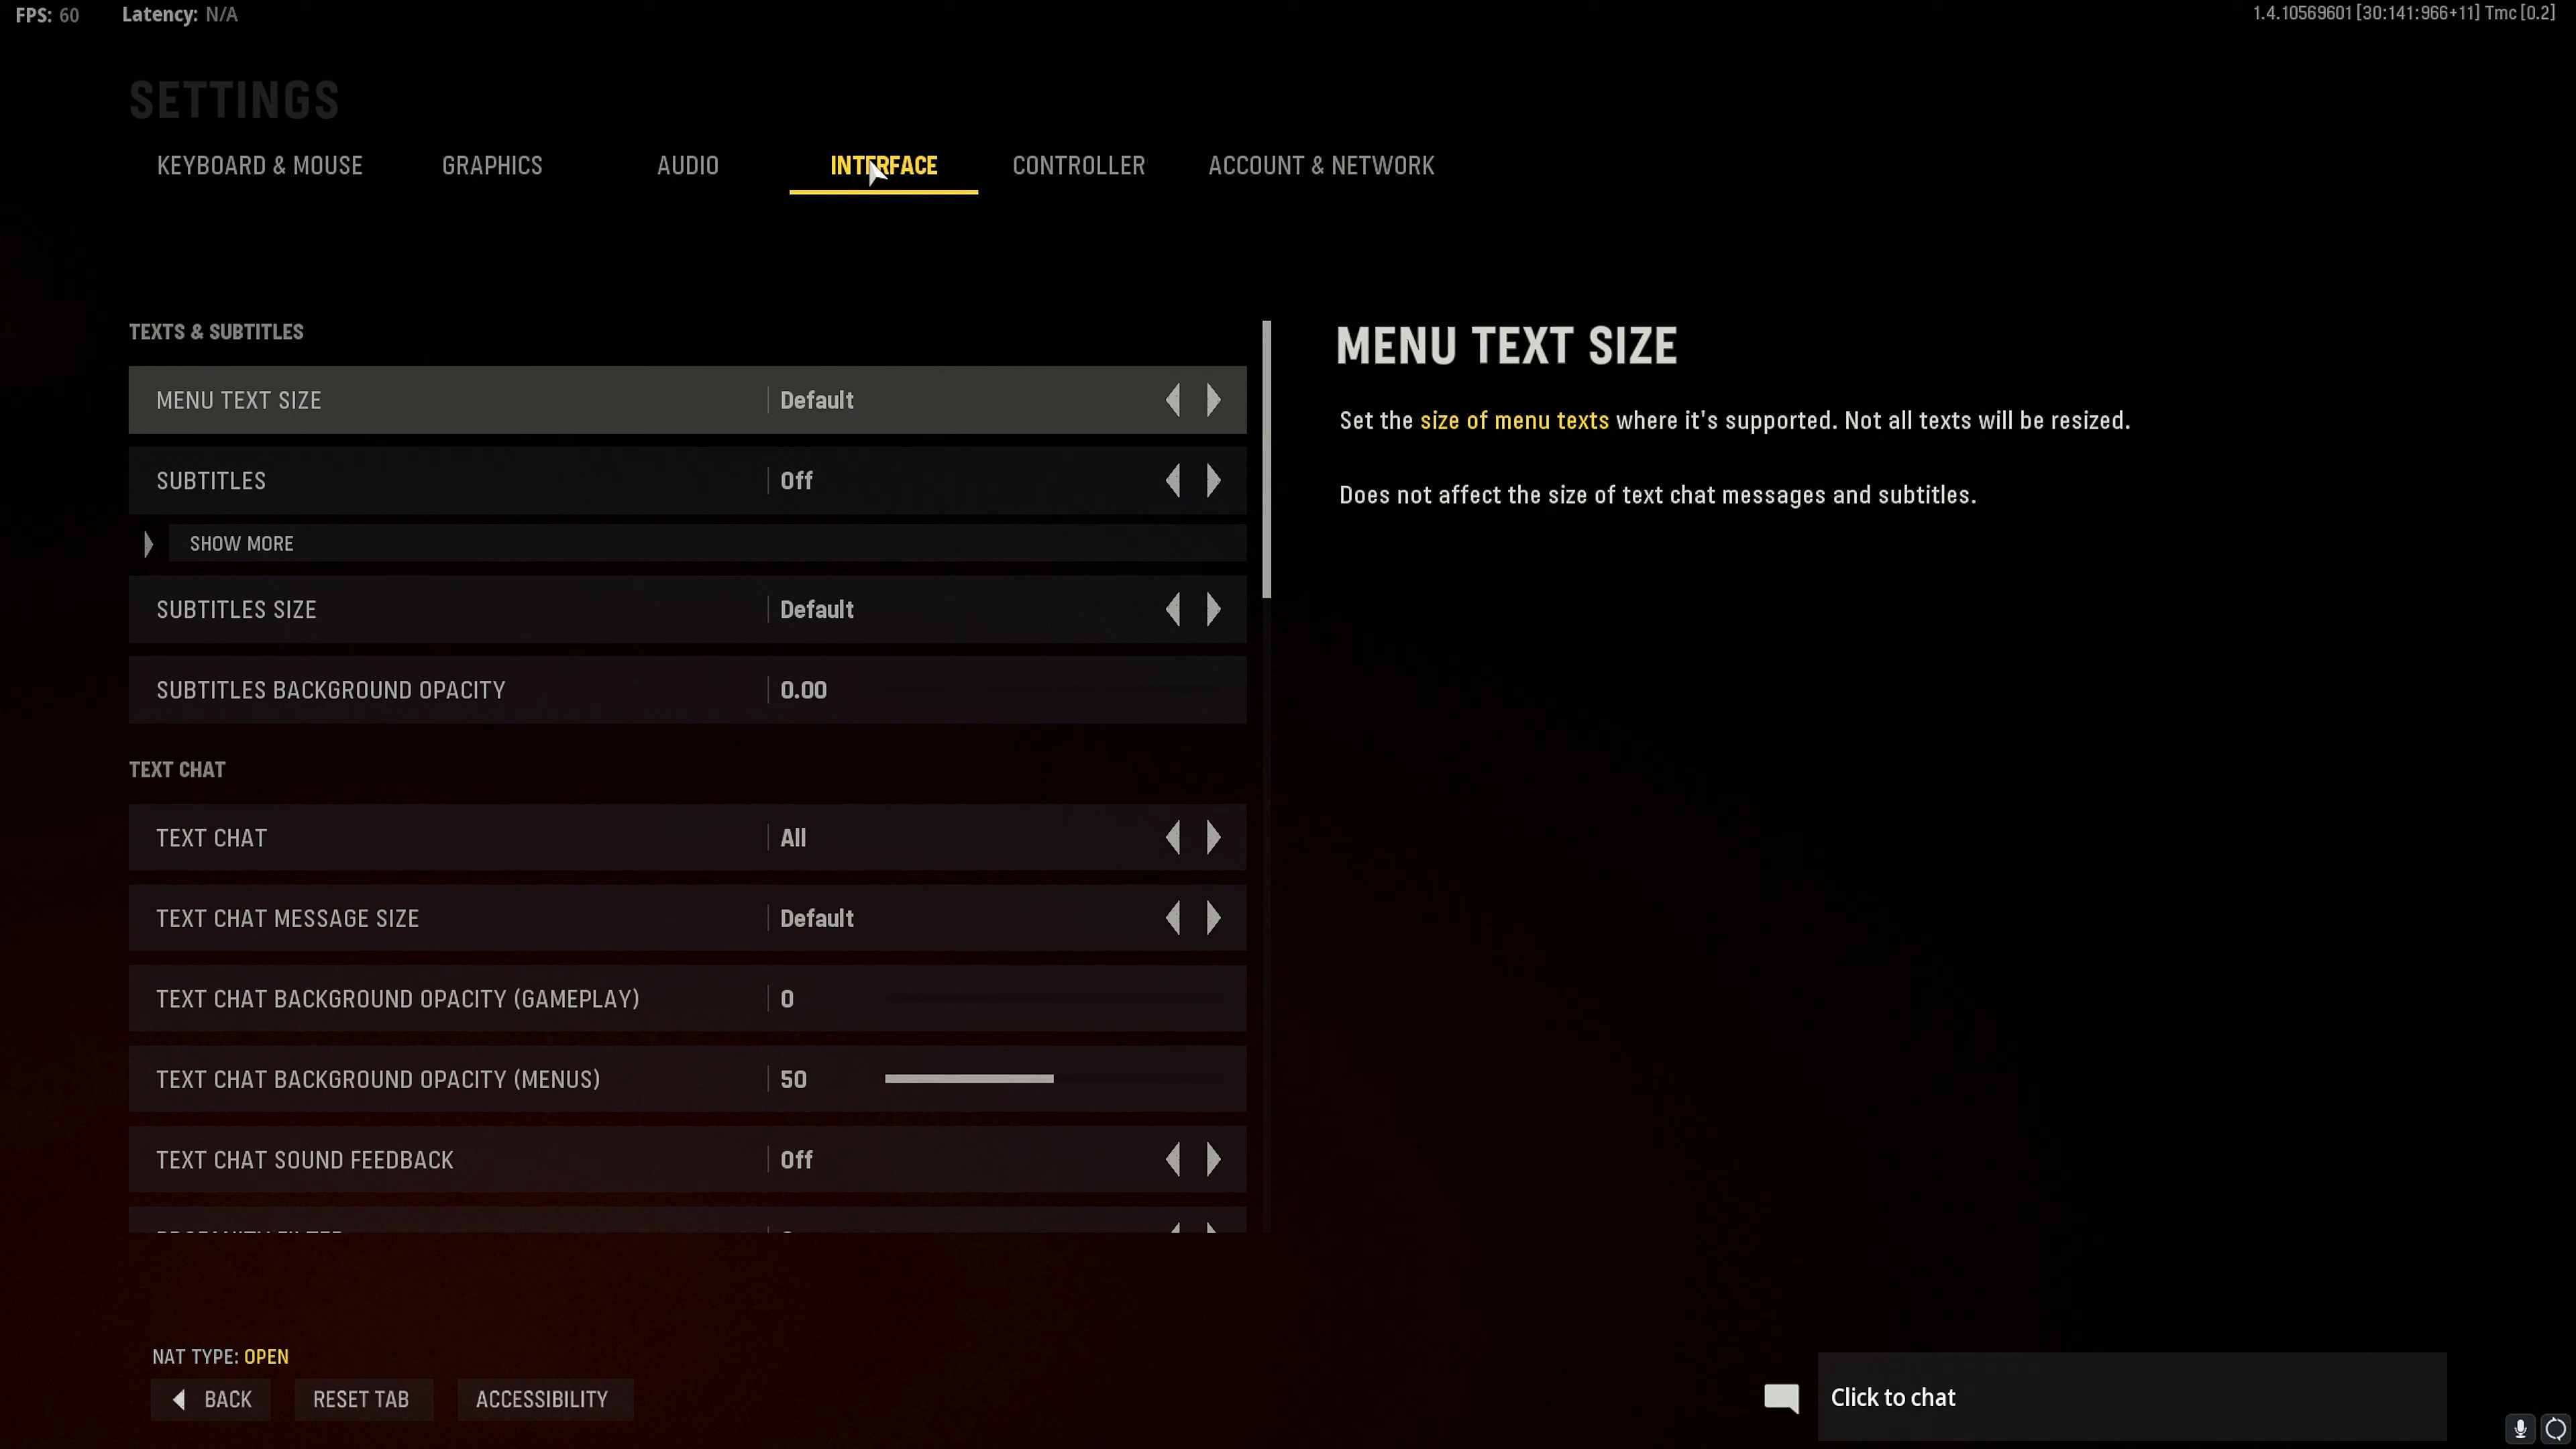 FPS: 60 Latency: N/A
1.4.10569601 [30:141:966+11] Tmc [0.2]
SETTINGS
KEYBOARD & MOUSE GRAPHICS AUDIO INTERFACE CONTROLLER ACCOUNT & NETWORK
TEXTS & SUBTITLES
MENU TEXT SIZE Default
SUBTITLES Off
SHOW MORE
SUBTITLES SIZE Default
SUBTITLES BACKGROUND OPACITY 0.00
TEXT CHAT
TEXT CHAT All
TEXT CHAT MESSAGE SIZE Default
TEXT CHAT BACKGROUND OPACITY (GAMEPLAY) 0
TEXT CHAT BACKGROUND OPACITY (MENUS) 50
TEXT CHAT SOUND FEEDBACK Off
MENU TEXT SIZE
Set the size of menu texts where it's supported. Not all texts will be resized.
Does not affect the size of text chat messages and subtitles.
NAT TYPE: OPEN
BACK RESET TAB ACCESSIBILITY
Click to chat